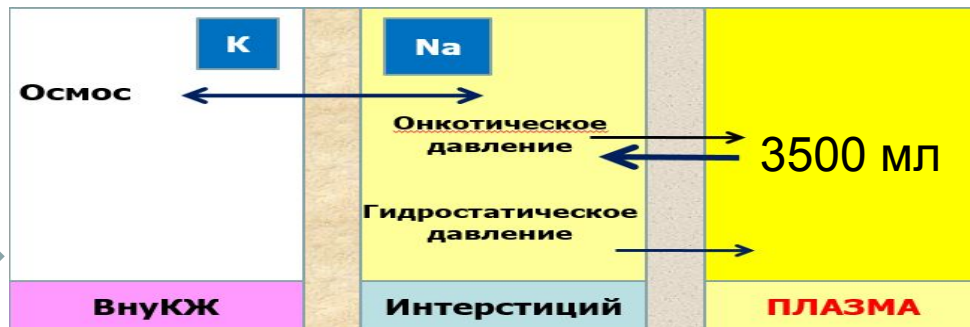 K
Na
Осмос
Онкотическое
давление
3500 мл
Гидростатическое
давление
ВнуКЖ
Интерстиций
ПЛАЗМА